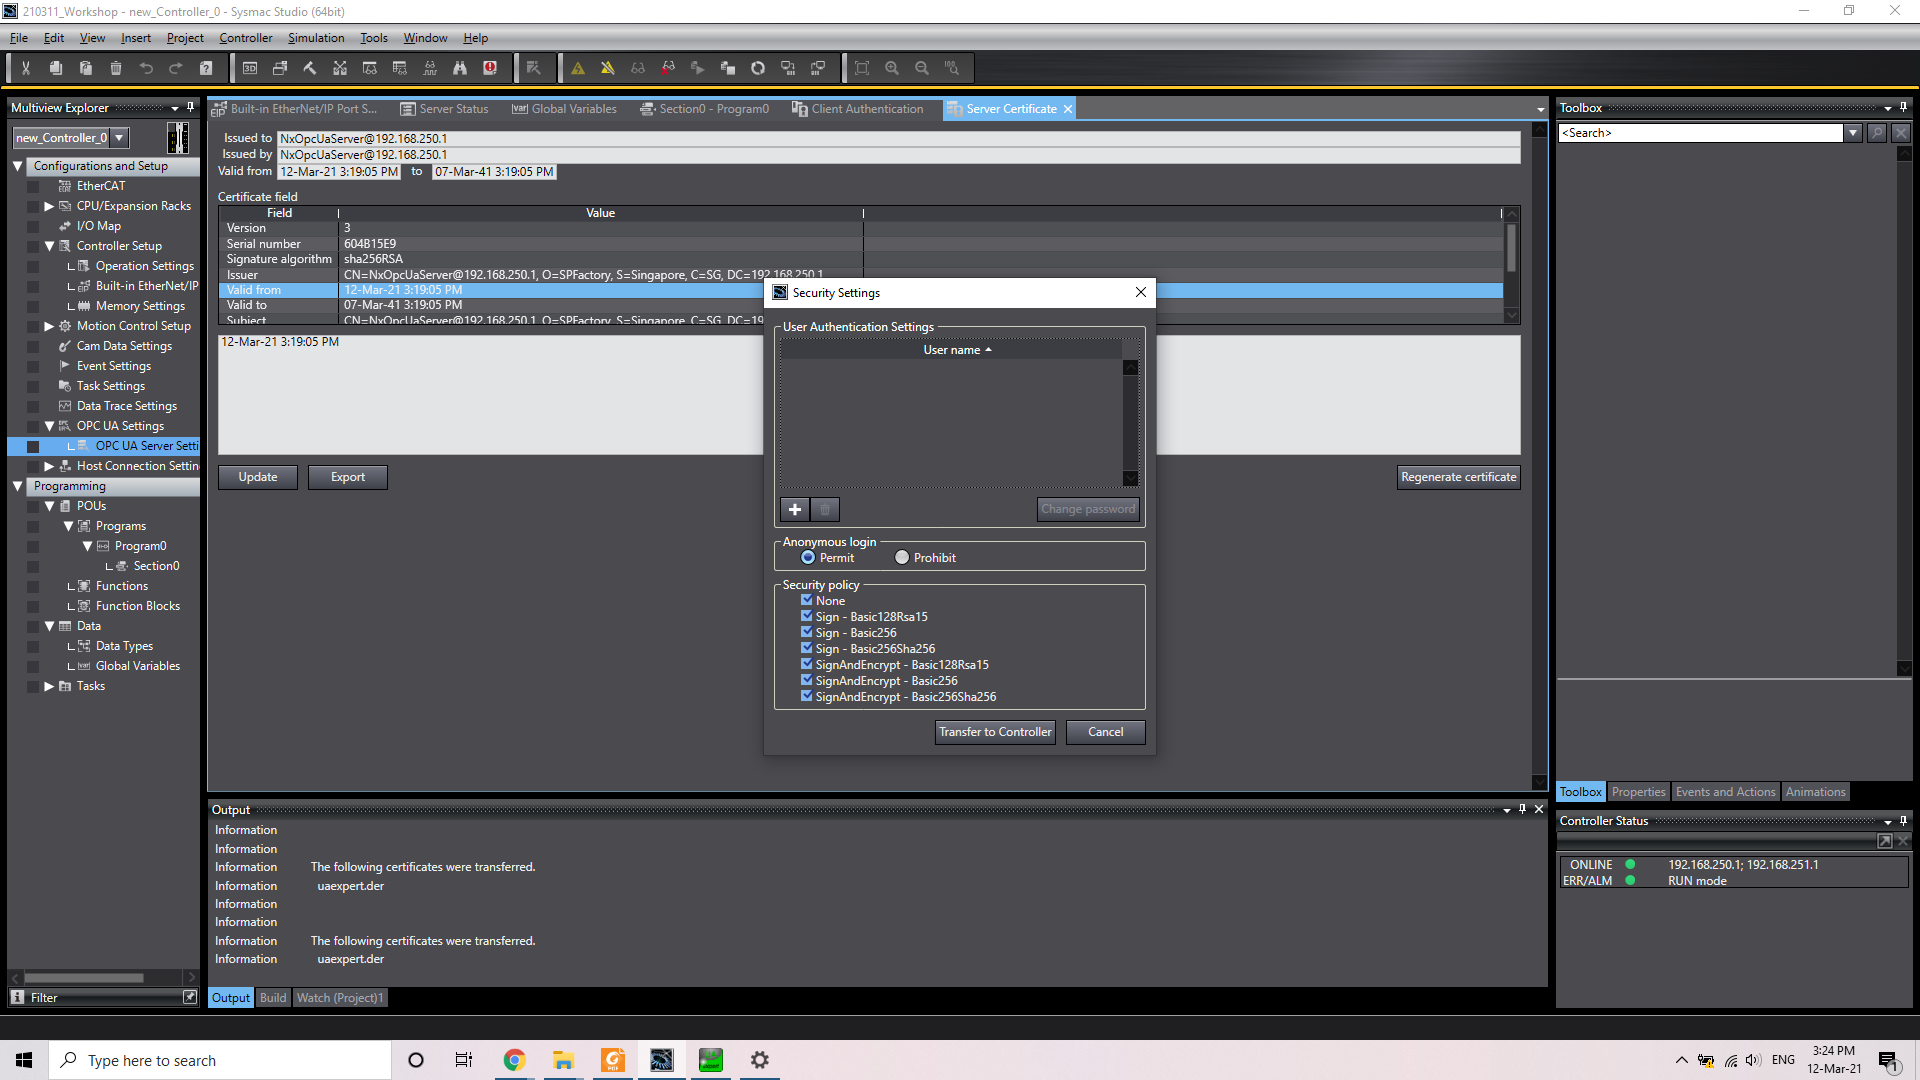 210311_Workshop - new_Controller_0 - Sysmac Studio (64bit)
File Edit View Insert Project Controller Simulation Tools Window Help
Multiview Explorer
new_Controller_0
Configurations and Setup
EtherCAT
CPU/Expansion Racks
I/O Map
Controller Setup
Operation Settings
Built-in EtherNet/IP
Memory Settings
Motion Control Setup
Cam Data Settings
Event Settings
Task Settings
Data Trace Settings
OPC UA Settings
OPC UA Server Setti
Host Connection Settin
Programming
POUs
Programs
Program0
Section0
Functions
Function Blocks
Data
Data Types
Global Variables
Tasks
Filter
Built-in EtherNet/IP Port S... Server Status Global Variables Section0 - Program0 Client Authentication Server Certificate
Issued to NxOpcUaServer@192.168.250.1
Issued by NxOpcUaServer@192.168.250.1
Valid from 12-Mar-21 3:19:05 PM to 07-Mar-41 3:19:05 PM
Certificate field
Field Value
Version 3
Serial number 604B15E9
Signature algorithm sha256RSA
Issuer CN=NxOpcUaServer@192.168.250.1, O=SPFactory, S=Singapore, C=SG, DC=192.168.250.1
Valid from 12-Mar-21 3:19:05 PM
Valid to 07-Mar-41 3:19:05 PM
Subject CN=NxOpcUaServer@192.168.250.1, O=SPFactory, S=Singapore, C=SG, DC=19
12-Mar-21 3:19:05 PM
Update Export Regenerate certificate
Security Settings
User Authentication Settings
User name
Change password
Anonymous login
Permit Prohibit
Security policy
None
Sign - Basic128Rsa15
Sign - Basic256
Sign - Basic256Sha256
SignAndEncrypt - Basic128Rsa15
SignAndEncrypt - Basic256
SignAndEncrypt - Basic256Sha256
Transfer to Controller Cancel
Output
Information
Information
Information The following certificates were transferred.
Information uaexpert.der
Information
Information
Information The following certificates were transferred.
Information uaexpert.der
Output Build Watch (Project)1
Toolbox
<Search>
Toolbox Properties Events and Actions Animations
Controller Status
ONLINE 192.168.250.1; 192.168.251.1
ERR/ALM RUN mode
Type here to search
ENG
3:24 PM
12-Mar-21
1